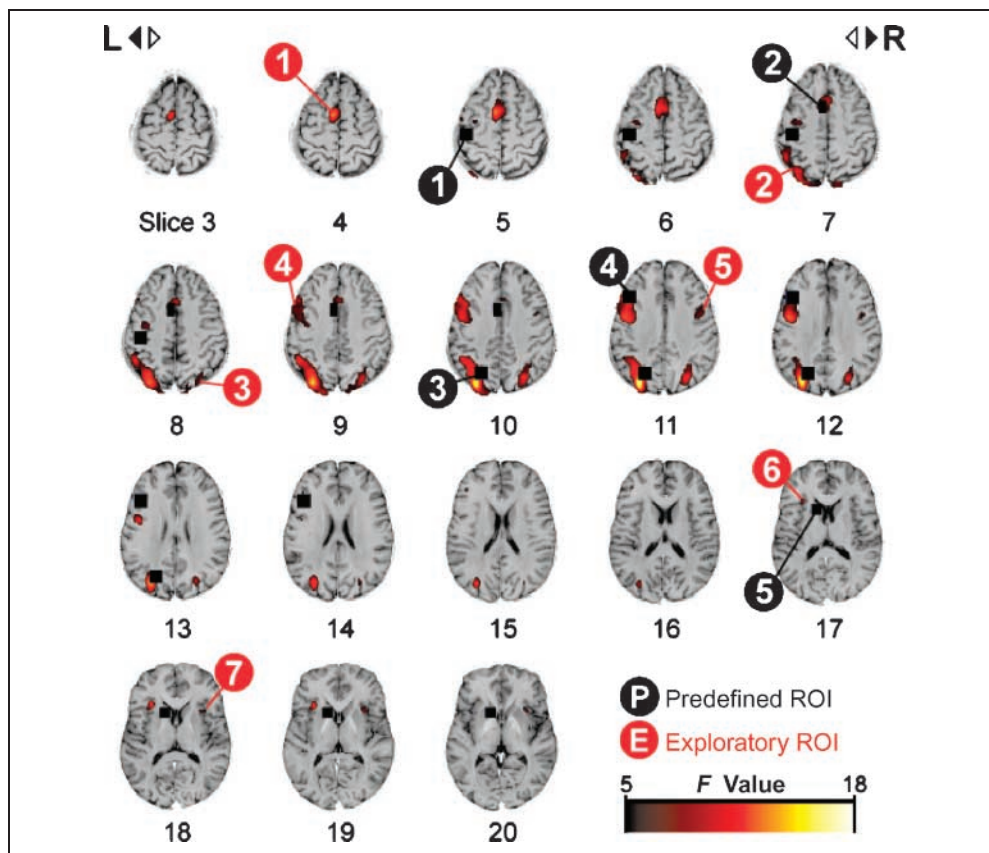 L R
1 2
1 2
Slice 3 4 5 6 7
4 4 5
3 3
8 9 10 11 12
6
5
13 14 15 16 17
7
18 19 20
P Predefined ROI
E Exploratory ROI
5 F Value 18